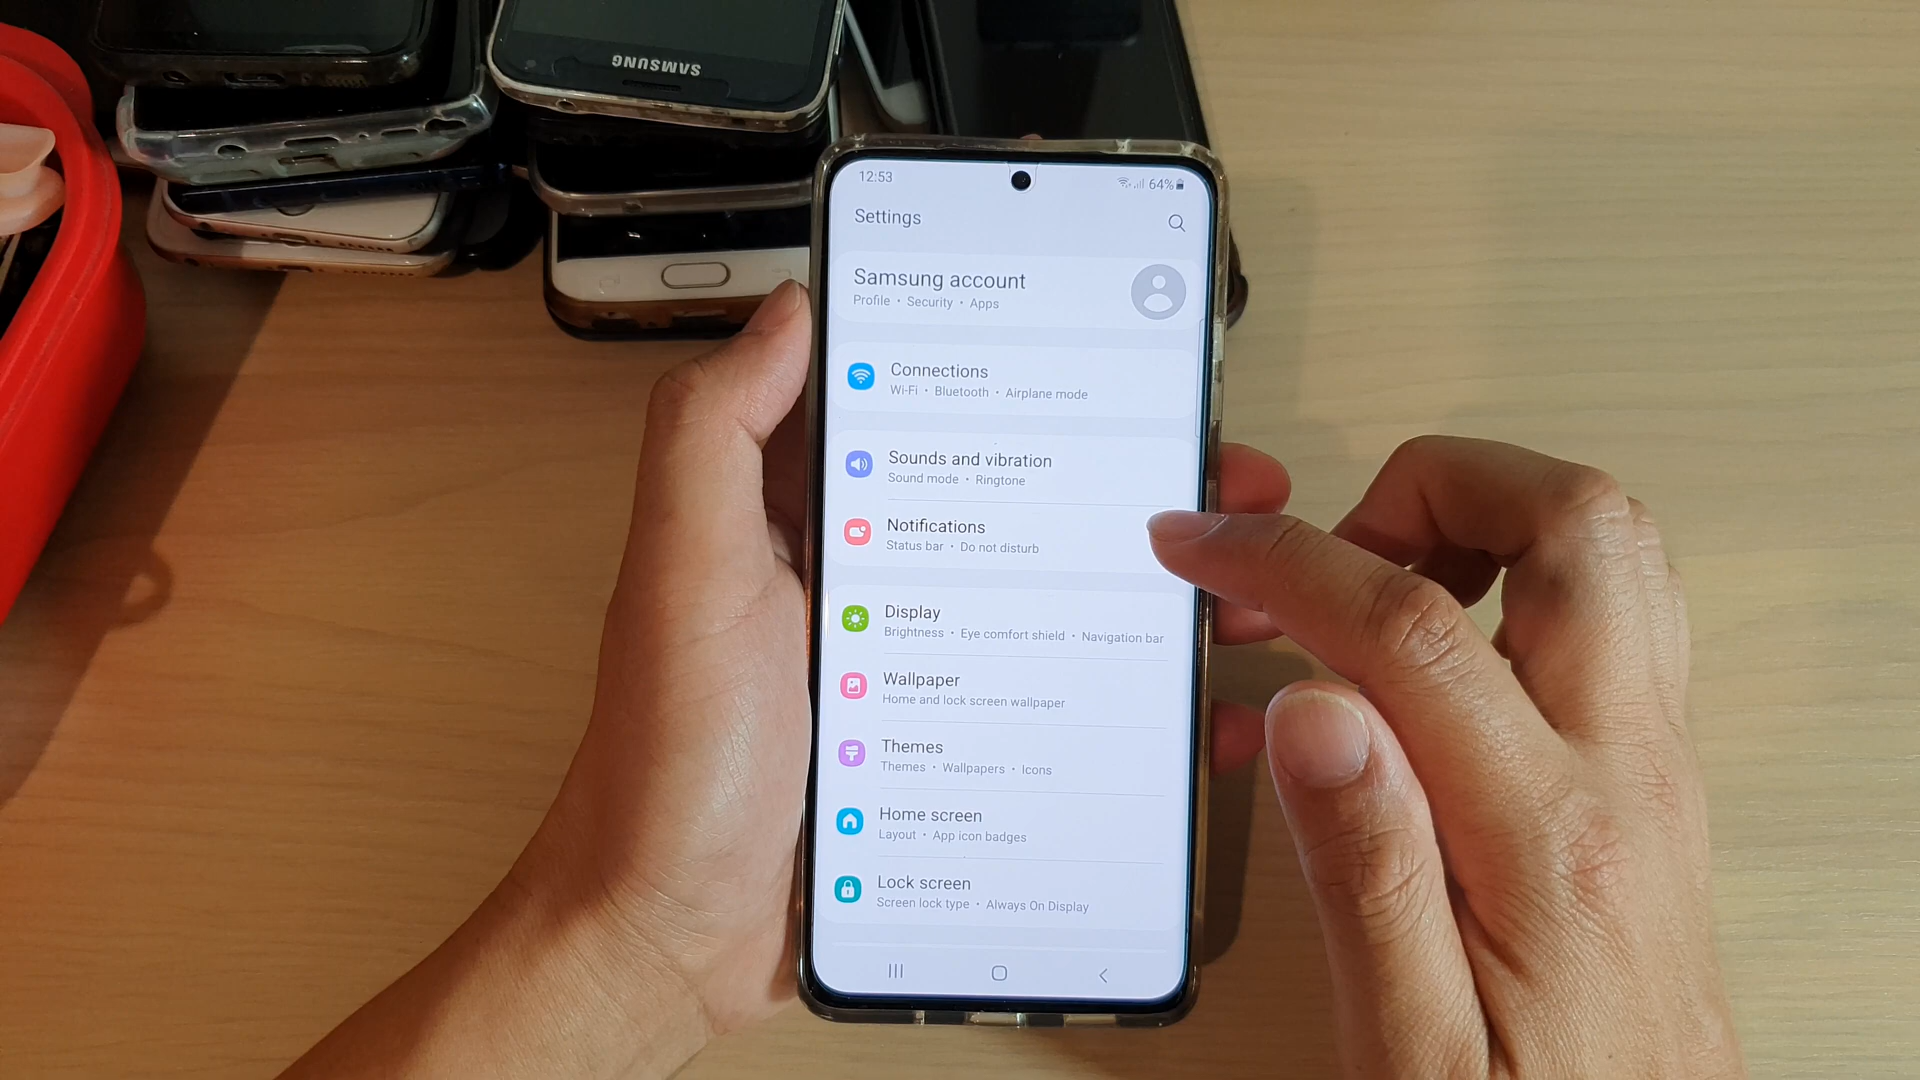 SAMSUNG
12:53
64%
Settings
Samsung account
Profile • Security • Apps
Connections
Wi-Fi • Bluetooth • Airplane mode
Sounds and vibration
Sound mode • Ringtone
Notifications
Status bar • Do not disturb
Display
Brightness • Eye comfort shield • Navigation bar
Wallpaper
Home and lock screen wallpaper
Themes
Themes • Wallpapers • Icons
Home screen
Layout • App icon badges
Lock screen
Screen lock type • Always On Display